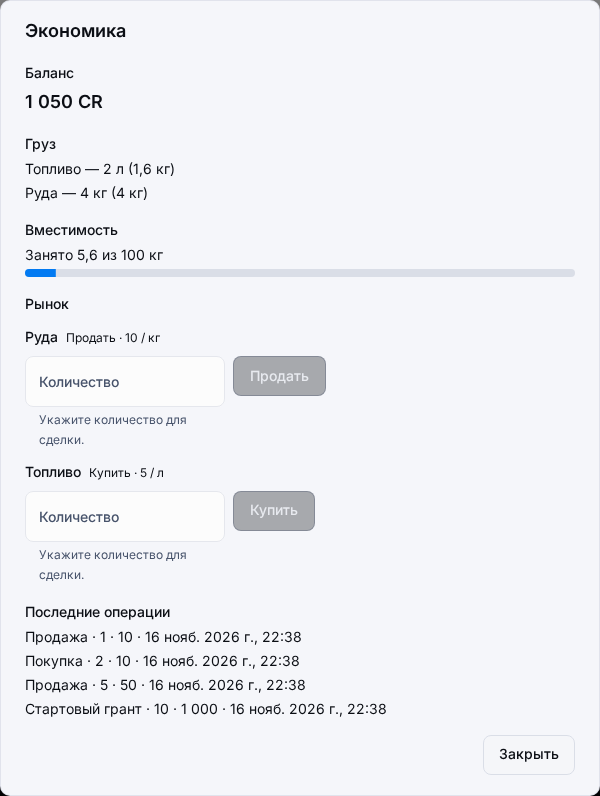 Экономика
Баланс
1 050 CR
Груз
Топливо — 2 л (1,6 кг)
Руда — 4 кг (4 кг)
Вместимость
Занято 5,6 из 100 кг
Рынок
Руда Продать · 10 / кг
Количество Продать
Укажите количество для
сделки.
Топливо Купить · 5 / л
Количество Купить
Укажите количество для
сделки.
Последние операции
Продажа · 1 · 10 · 16 нояб. 2026 г., 22:38
Покупка · 2 · 10 · 16 нояб. 2026 г., 22:38
Продажа · 5 · 50 · 16 нояб. 2026 г., 22:38
Стартовый грант · 10 · 1 000 · 16 нояб. 2026 г., 22:38
Закрыть